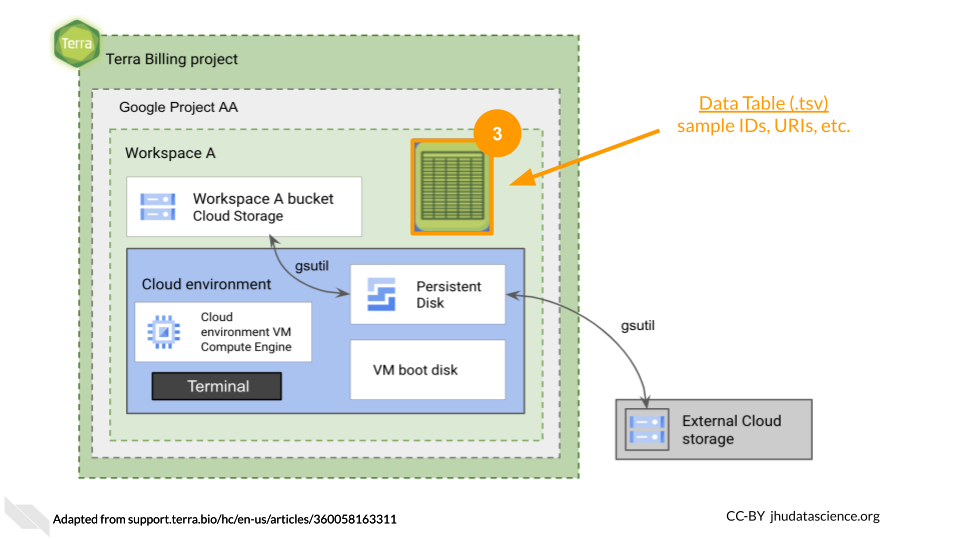 Terra
Terra Billing project
Google Project AA
Workspace A
3
Data Table (.tsv)
sample IDs, URIs, etc.
Workspace A bucket
Cloud Storage
gsutil
Cloud environment
Persistent
Disk
Cloud
environment VM
Compute Engine
VM boot disk
Terminal
gsutil
External Cloud
storage
Adapted from support.terra.bio/hc/en-us/articles/360058163311
CC-BY jhudatascience.org